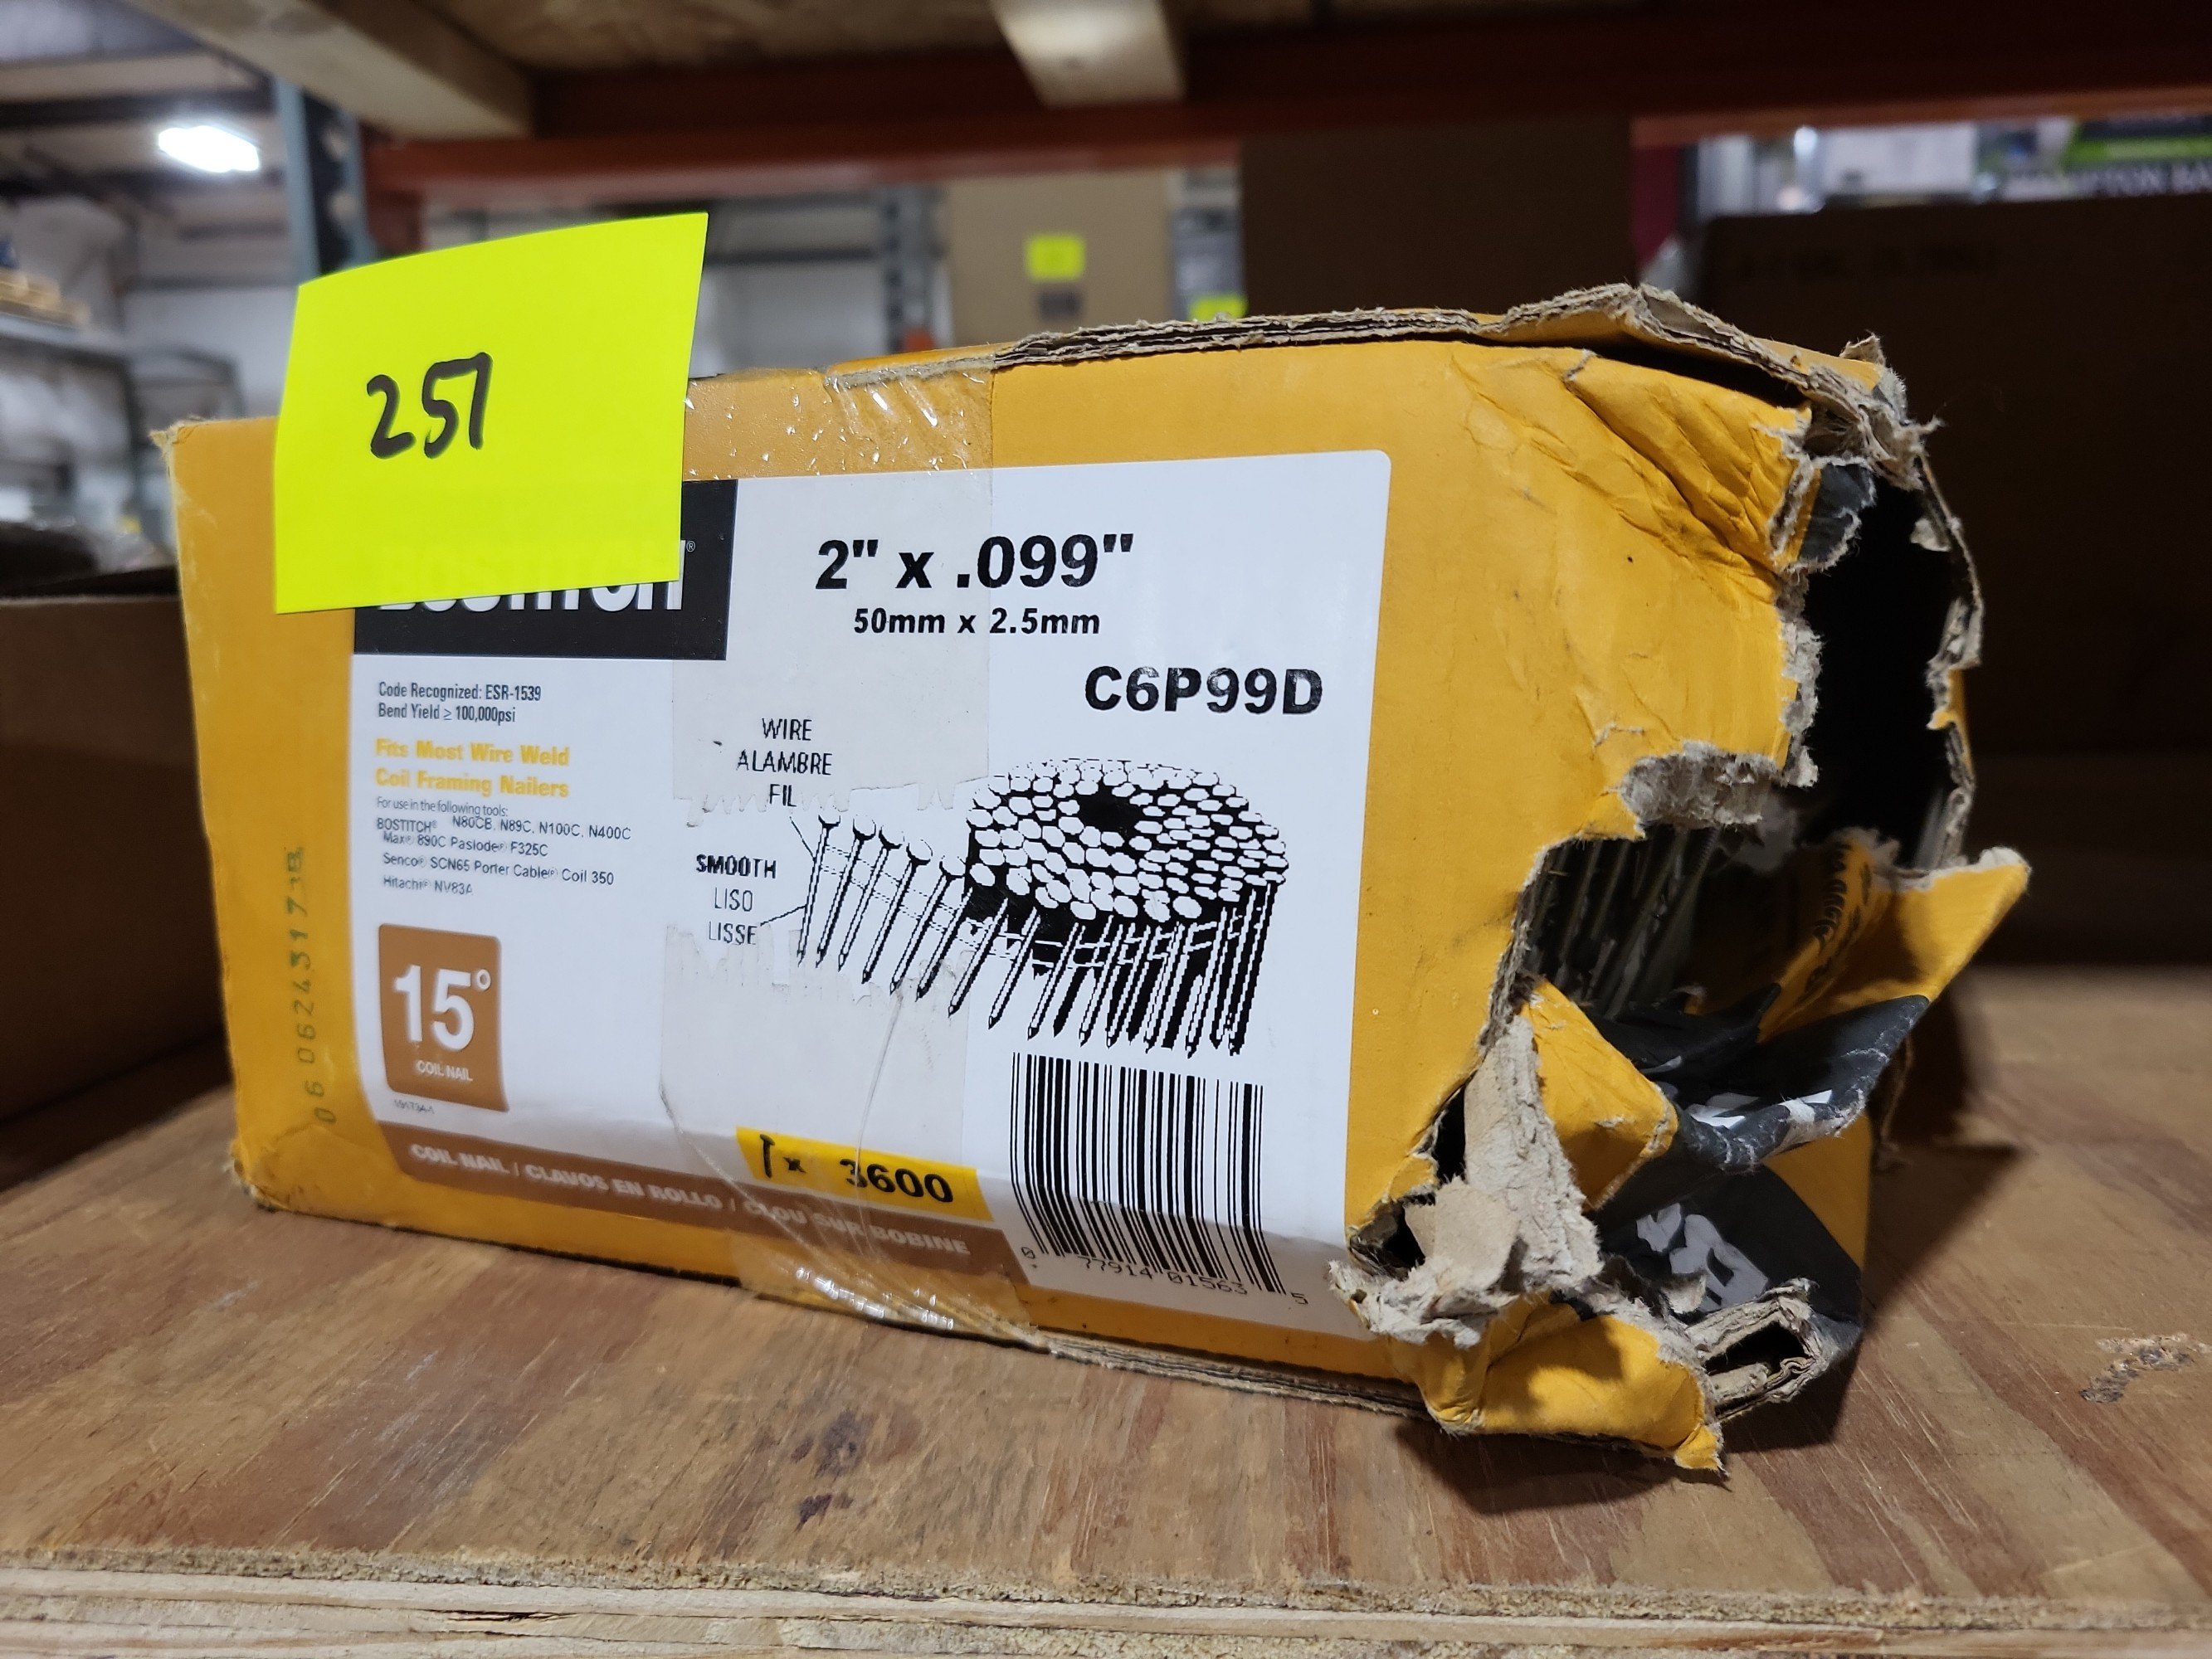 257
BOSTITCH®
2" x .099"
50mm x 2.5mm
C6P99D
Code Recognized: ESR-1539
Bend Yield ≥ 100,000psi
Fits Most Wire Weld
Coil Framing Nailers
For use in the following tools:
BOSTITCH® N80CB, N89C, N100C, N400C
Max® 890C Paslode® F325C
Senco® SCN65 Porter Cable® Coil 350
Hitachi® NV83A
WIRE
ALAMBRE
FIL
SMOOTH
LISO
LISSE
15°
COIL NAIL
x 3600
COIL NAIL / CLAVOS EN ROLLO / CLOU SUR BOBINE
0 77914 01563 5